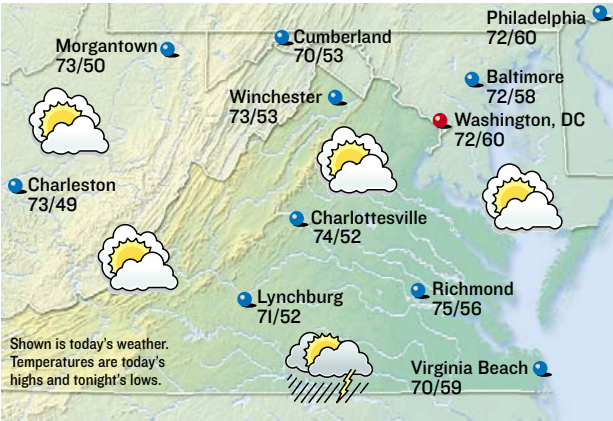 Philadelphia
72/60
Morgantown
73/50
Cumberland
70/53
Baltimore
72/58
Winchester
73/53
Washington, DC
72/60
Charleston
73/49
Charlottesville
74/52
Lynchburg
71/52
Richmond
75/56
Shown is today's weather.
Temperatures are today's
highs and tonight's lows.
Virginia Beach
70/59